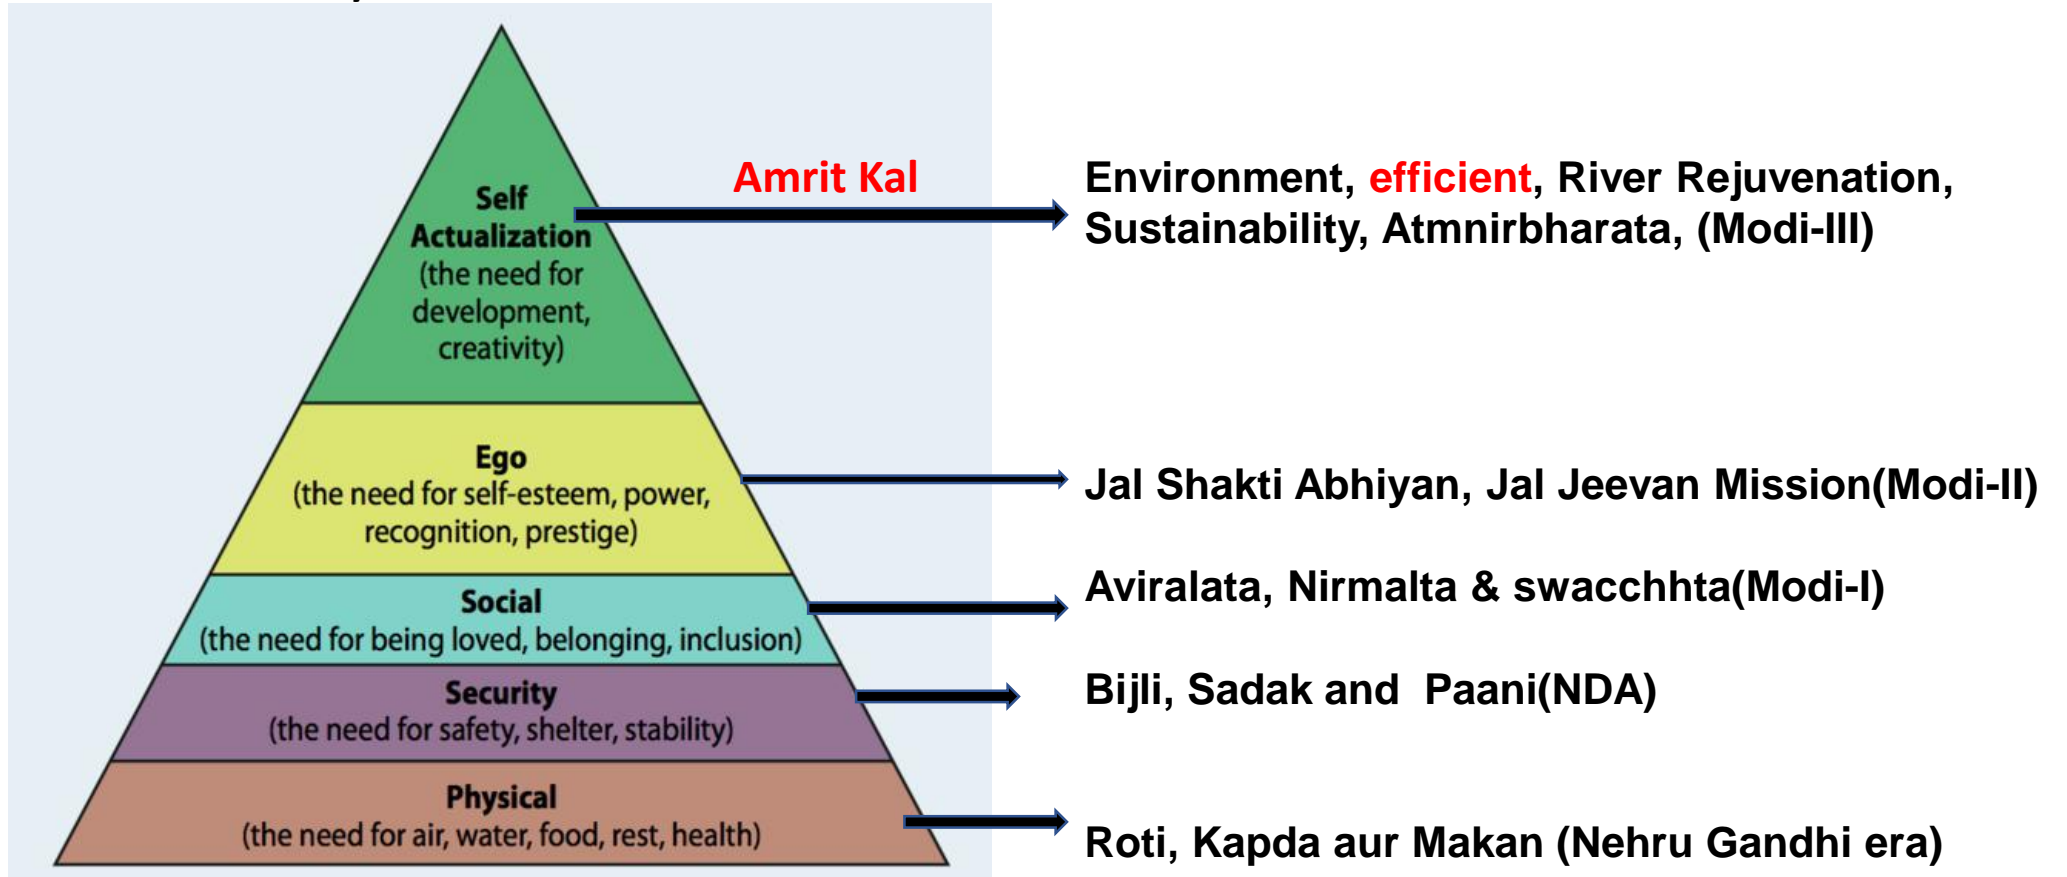 Self
Actualization
(the need for
development,
creativity)
Amrit Kal
Environment, efficient, River Rejuvenation,
Sustainability, Atmnirbharata, (Modi-III)
Ego
(the need for self-esteem, power,
recognition, prestige)
Jal Shakti Abhiyan, Jal Jeevan Mission(Modi-II)
Social
(the need for being loved, belonging, inclusion)
Aviralata, Nirmalta & swacchhta(Modi-I)
Security
(the need for safety, shelter, stability)
Bijli, Sadak and Paani(NDA)
Physical
(the need for air, water, food, rest, health)
Roti, Kapda aur Makan (Nehru Gandhi era)